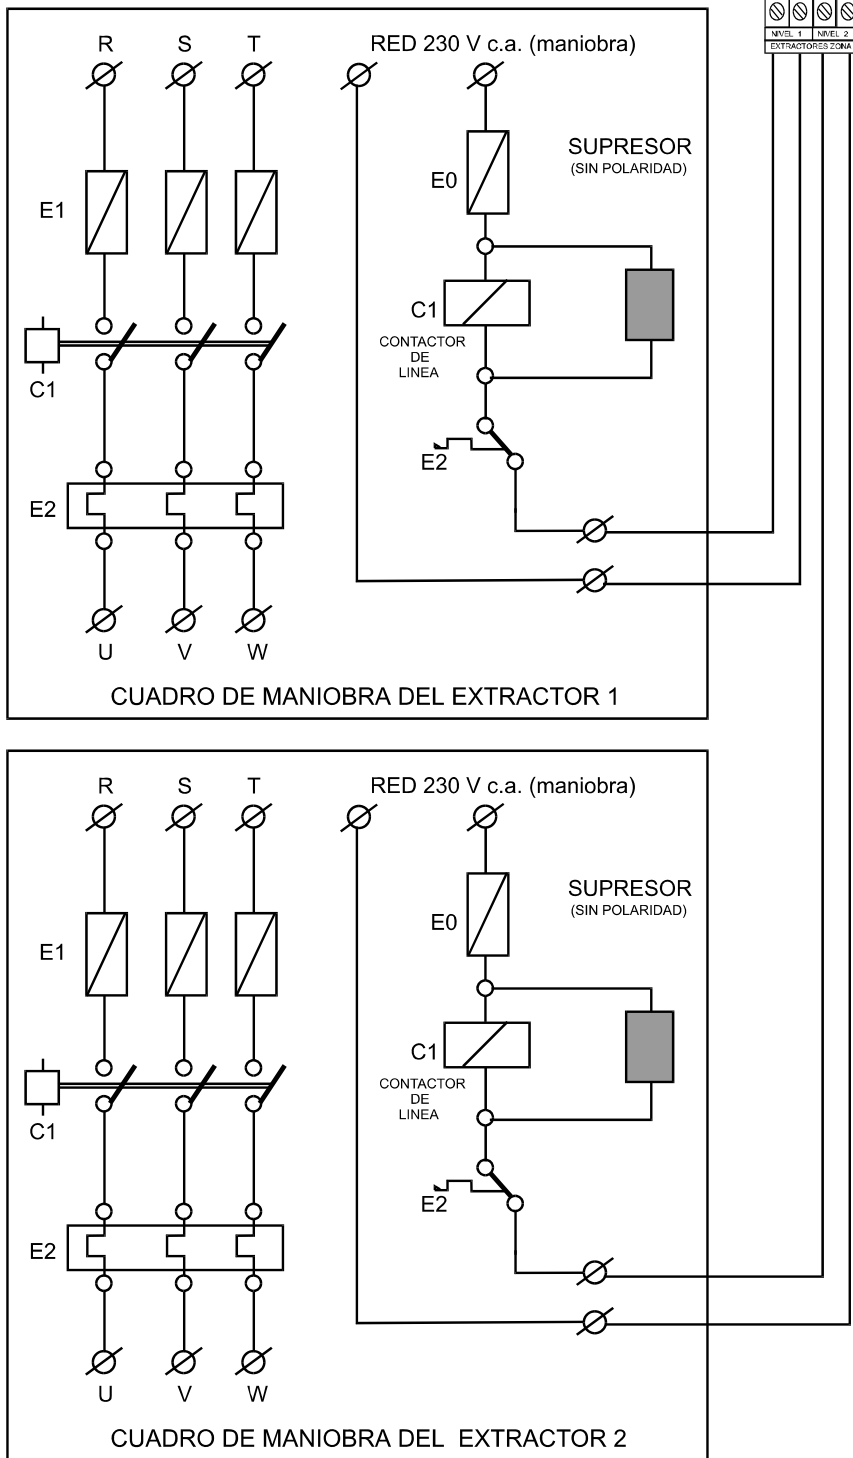 NIVEL 1 NIVEL 2
EXTRACTORES ZONA
R S T RED 230 V c.a. (maniobra)
SUPRESOR
(SIN POLARIDAD)
E0
E1
C1
CONTACTOR
DE
LINEA
C1
E2
E2
U V W
CUADRO DE MANIOBRA DEL EXTRACTOR 1
R S T RED 230 V c.a. (maniobra)
SUPRESOR
(SIN POLARIDAD)
E0
E1
C1
CONTACTOR
DE
LINEA
C1
E2
E2
U V W
CUADRO DE MANIOBRA DEL EXTRACTOR 2